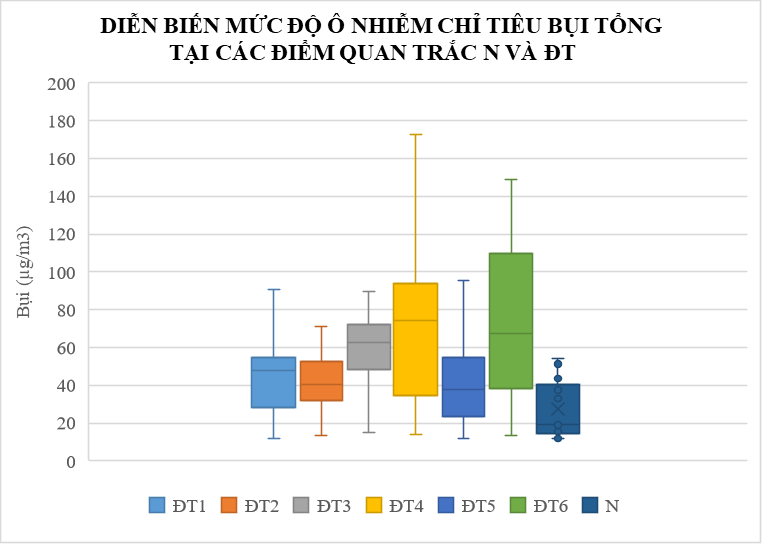 DIỄN BIẾN MỨC ĐỘ Ô NHIỄM CHỈ TIÊU BỤI TỔNG
TẠI CÁC ĐIỂM QUAN TRẮC N VÀ ĐT
200
180
160
140
120
100
80
60
40
20
0
Bụi (µg/m3)
ĐT1 ĐT2 ĐT3 ĐT4 ĐT5 ĐT6 N